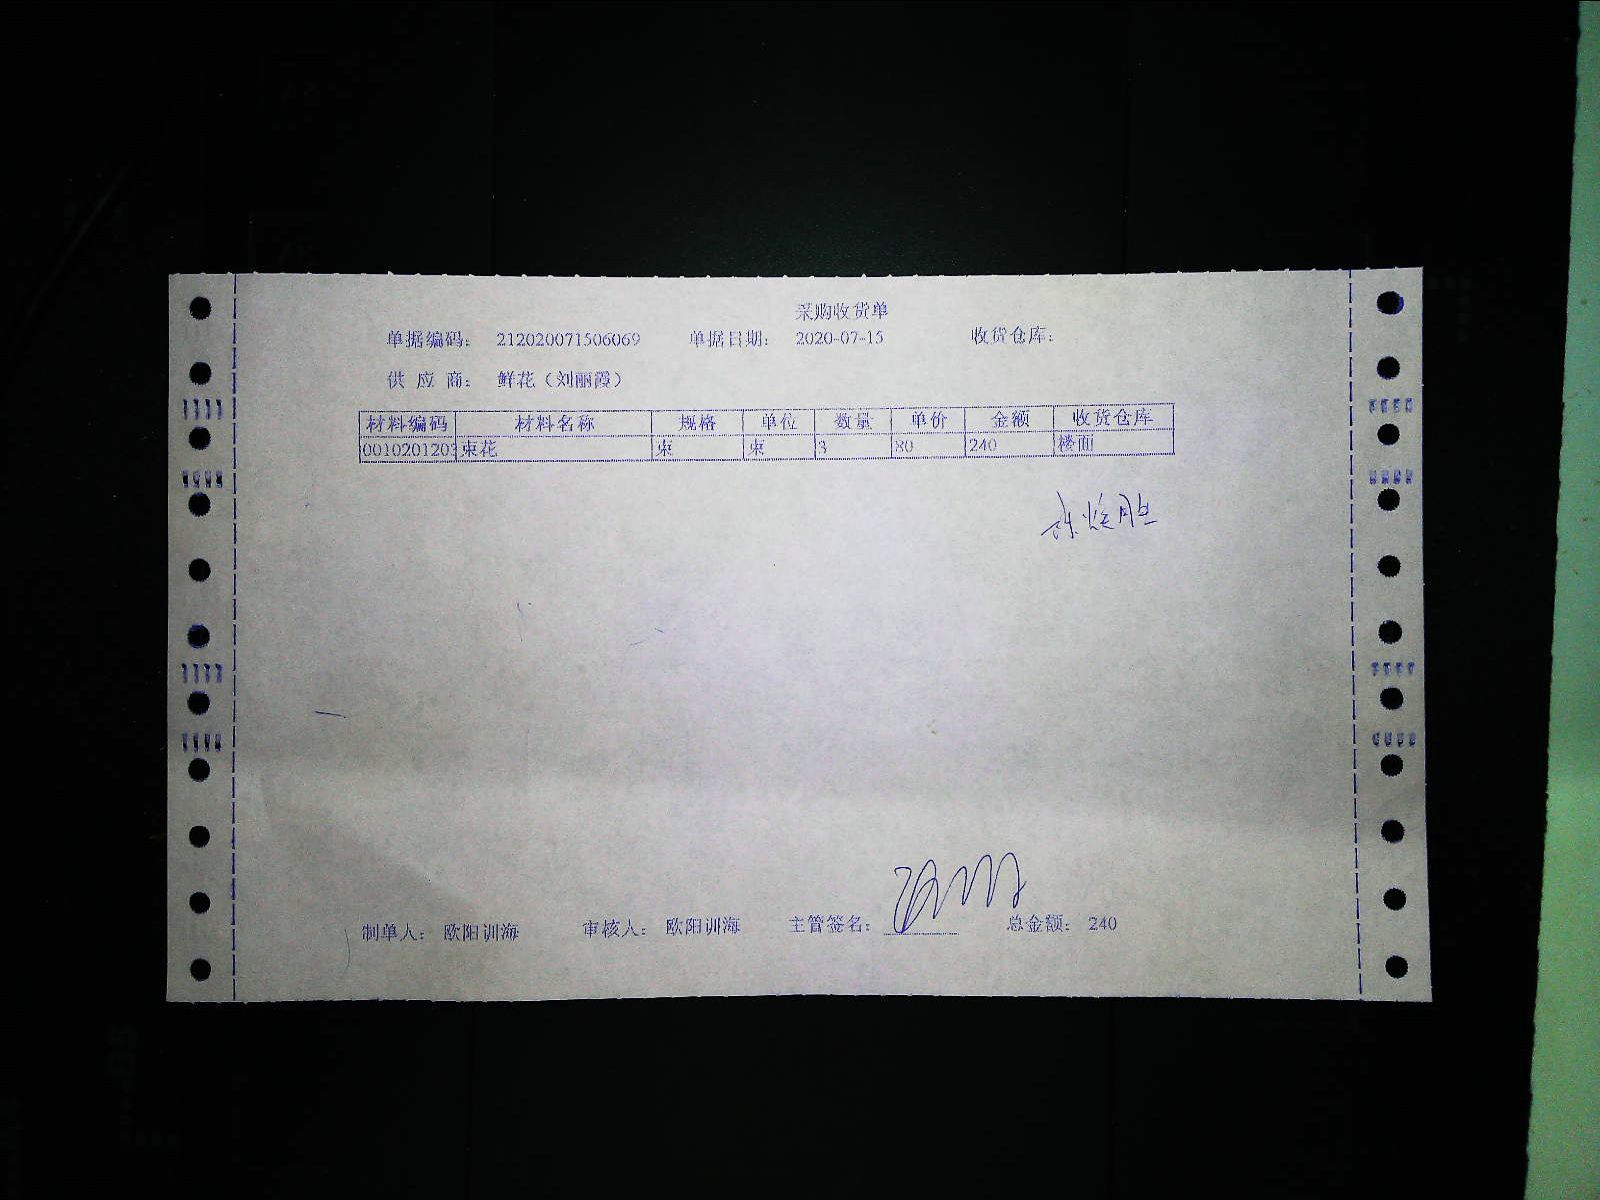 采购收货单
单据编码： 212020071506069 单据日期： 2020-07-15 收货仓库：
供 应 商： 鲜花（刘丽霞）
材料编码 材料名称 规格 单位 数量 单价 金额 收货仓库
0010201203 束花 束 束 3 80 240 楼面
制单人： 欧阳训海 审核人： 欧阳训海 主管签名： 总金额： 240